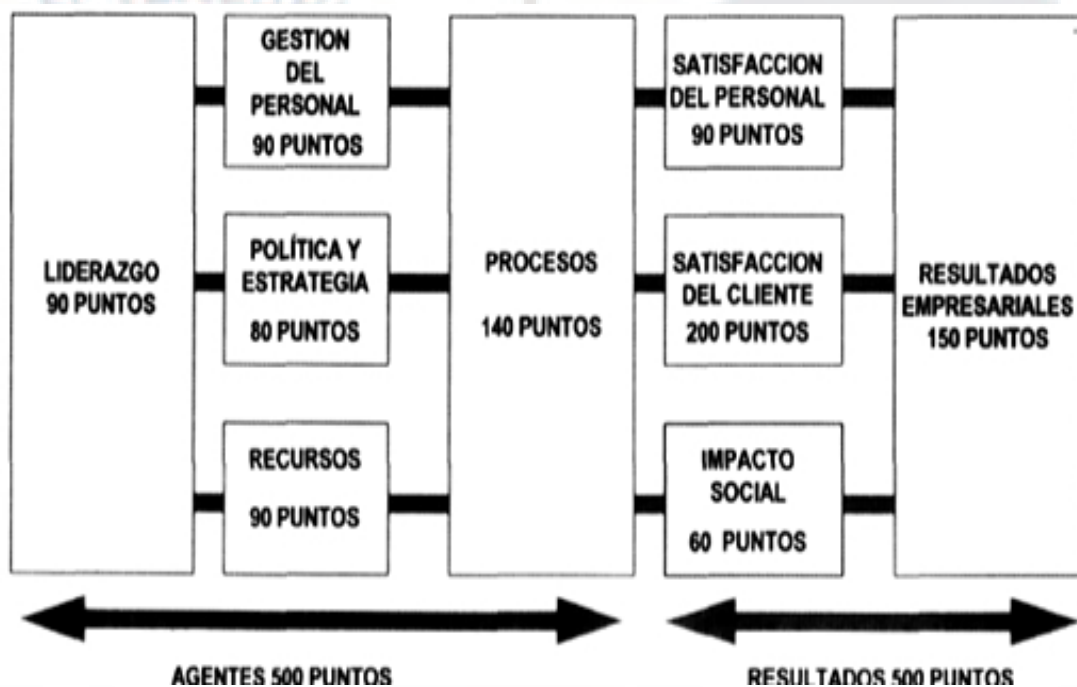 LIDERAZGO
90 PUNTOS
GESTION
DEL
PERSONAL
90 PUNTOS
POLÍTICA Y
ESTRATEGIA
80 PUNTOS
RECURSOS
90 PUNTOS
PROCESOS
140 PUNTOS
SATISFACCION
DEL PERSONAL
90 PUNTOS
SATISFACCION
DEL CLIENTE
200 PUNTOS
IMPACTO
SOCIAL
60 PUNTOS
RESULTADOS
EMPRESARIALES
150 PUNTOS
AGENTES 500 PUNTOS
RESULTADOS 500 PUNTOS